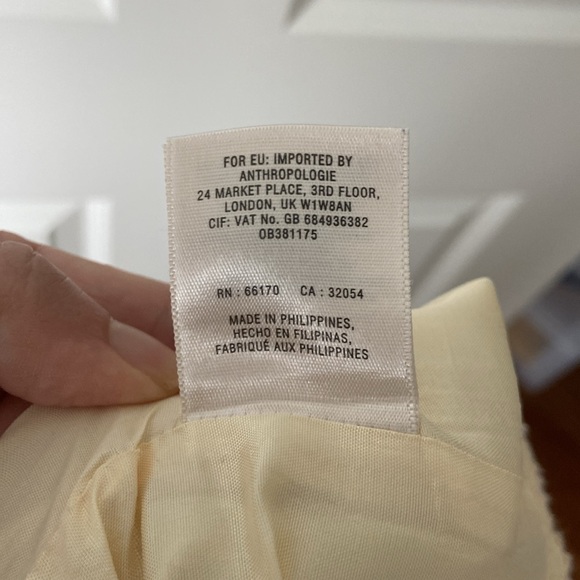 FOR EU: IMPORTED BY
ANTHROPOLOGIE
24 MARKET PLACE, 3RD FLOOR,
LONDON, UK W1W8AN
CIF: VAT No. GB 684936382
OB381175
RN : 66170 CA : 32054
MADE IN PHILIPPINES,
HECHO EN FILIPINAS,
FABRIQUÉ AUX PHILIPPINES